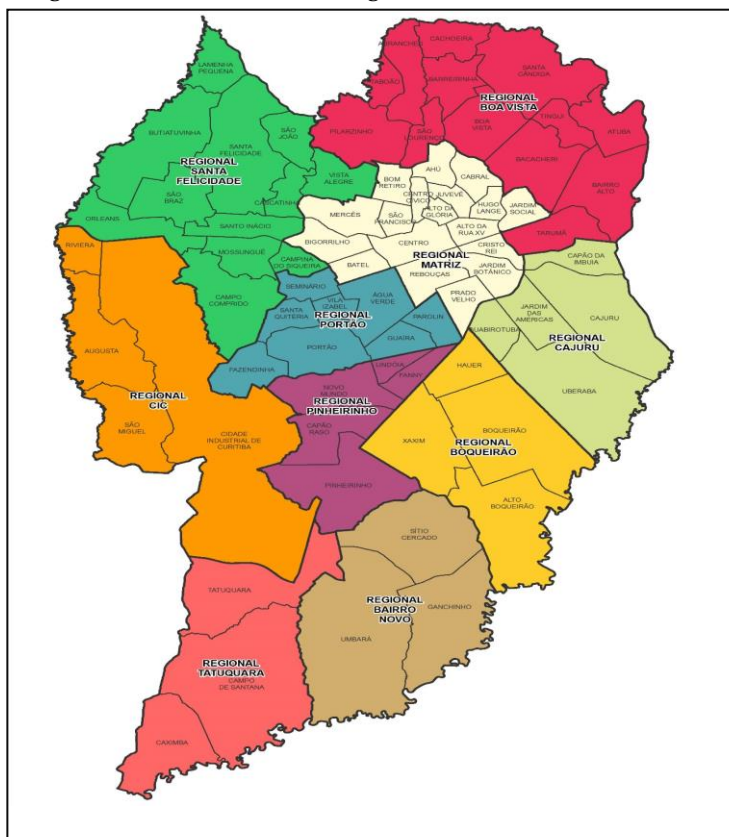 ABRANCHES
CACHOEIRA
LAMENHA
PEQUENA
TABOÃO
BARREIRINHA
SANTA
CÂNDIDA
REGIONAL
BOA VISTA
PILARZINHO
SÃO
LOURENÇO
BOA
VISTA
TINGUI
ATUBA
BACACHERI
BAIRRO
ALTO
TARUMÃ
BUTIATUVINHA
SANTA
FELICIDADE
SÃO
JOÃO
REGIONAL
SANTA
FELICIDADE
VISTA
ALEGRE
SÃO
BRAZ
CASCATINHA
ORLEANS
SANTO INÁCIO
MOSSUNGUÊ
CAMPINA
DO SIQUEIRA
CAMPO
COMPRIDO
BOM
RETIRO
AHÚ
CABRAL
CENTRO
CÍVICO
JUVEVÊ
HUGO
LANGE
JARDIM
SOCIAL
MERCÊS
SÃO
FRANCISCO
ALTO DA
GLÓRIA
ALTO DA
RUA XV
BIGORRILHO
CENTRO
CRISTO
REI
REGIONAL
MATRIZ
BATEL
REBOUÇAS
JARDIM
BOTÂNICO
PRADO
VELHO
CAPÃO DA
IMBUIA
GUABIROTUBA
JARDIM
DAS
AMÉRICAS
CAJURU
REGIONAL
CAJURU
UBERABA
SEMINÁRIO
ÁGUA
VERDE
SANTA
QUITÉRIA
VILA
IZABEL
PAROLIN
REGIONAL
PORTÃO
PORTÃO
GUAÍRA
FAZENDINHA
RIVIERA
AUGUSTA
REGIONAL
CIC
SÃO
MIGUEL
CIDADE
INDUSTRIAL DE
CURITIBA
LINDÓIA
FANNY
NOVO
MUNDO
REGIONAL
PINHEIRINHO
CAPÃO
RASO
PINHEIRINHO
HAUER
XAXIM
BOQUEIRÃO
REGIONAL
BOQUEIRÃO
ALTO
BOQUEIRÃO
SÍTIO
CERCADO
REGIONAL
BAIRRO
NOVO
GANCHINHO
UMBARÁ
TATUQUARA
REGIONAL
TATUQUARA
CAMPO
DE SANTANA
CAXIMBA